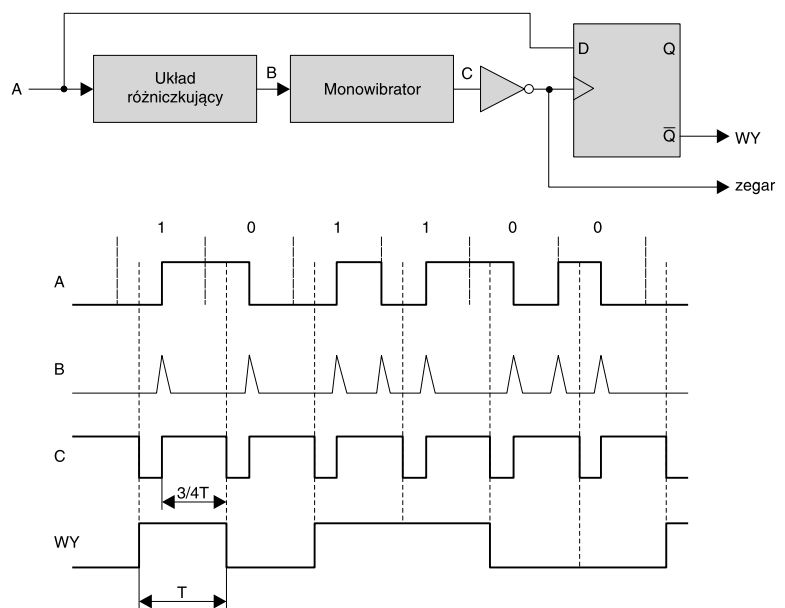 A
Układ
różniczkujący
B
Monowibrator
C
D
Q
Q̅
WY
zegar
1 0 1 1 0 0
A
B
C
3/4T
WY
T